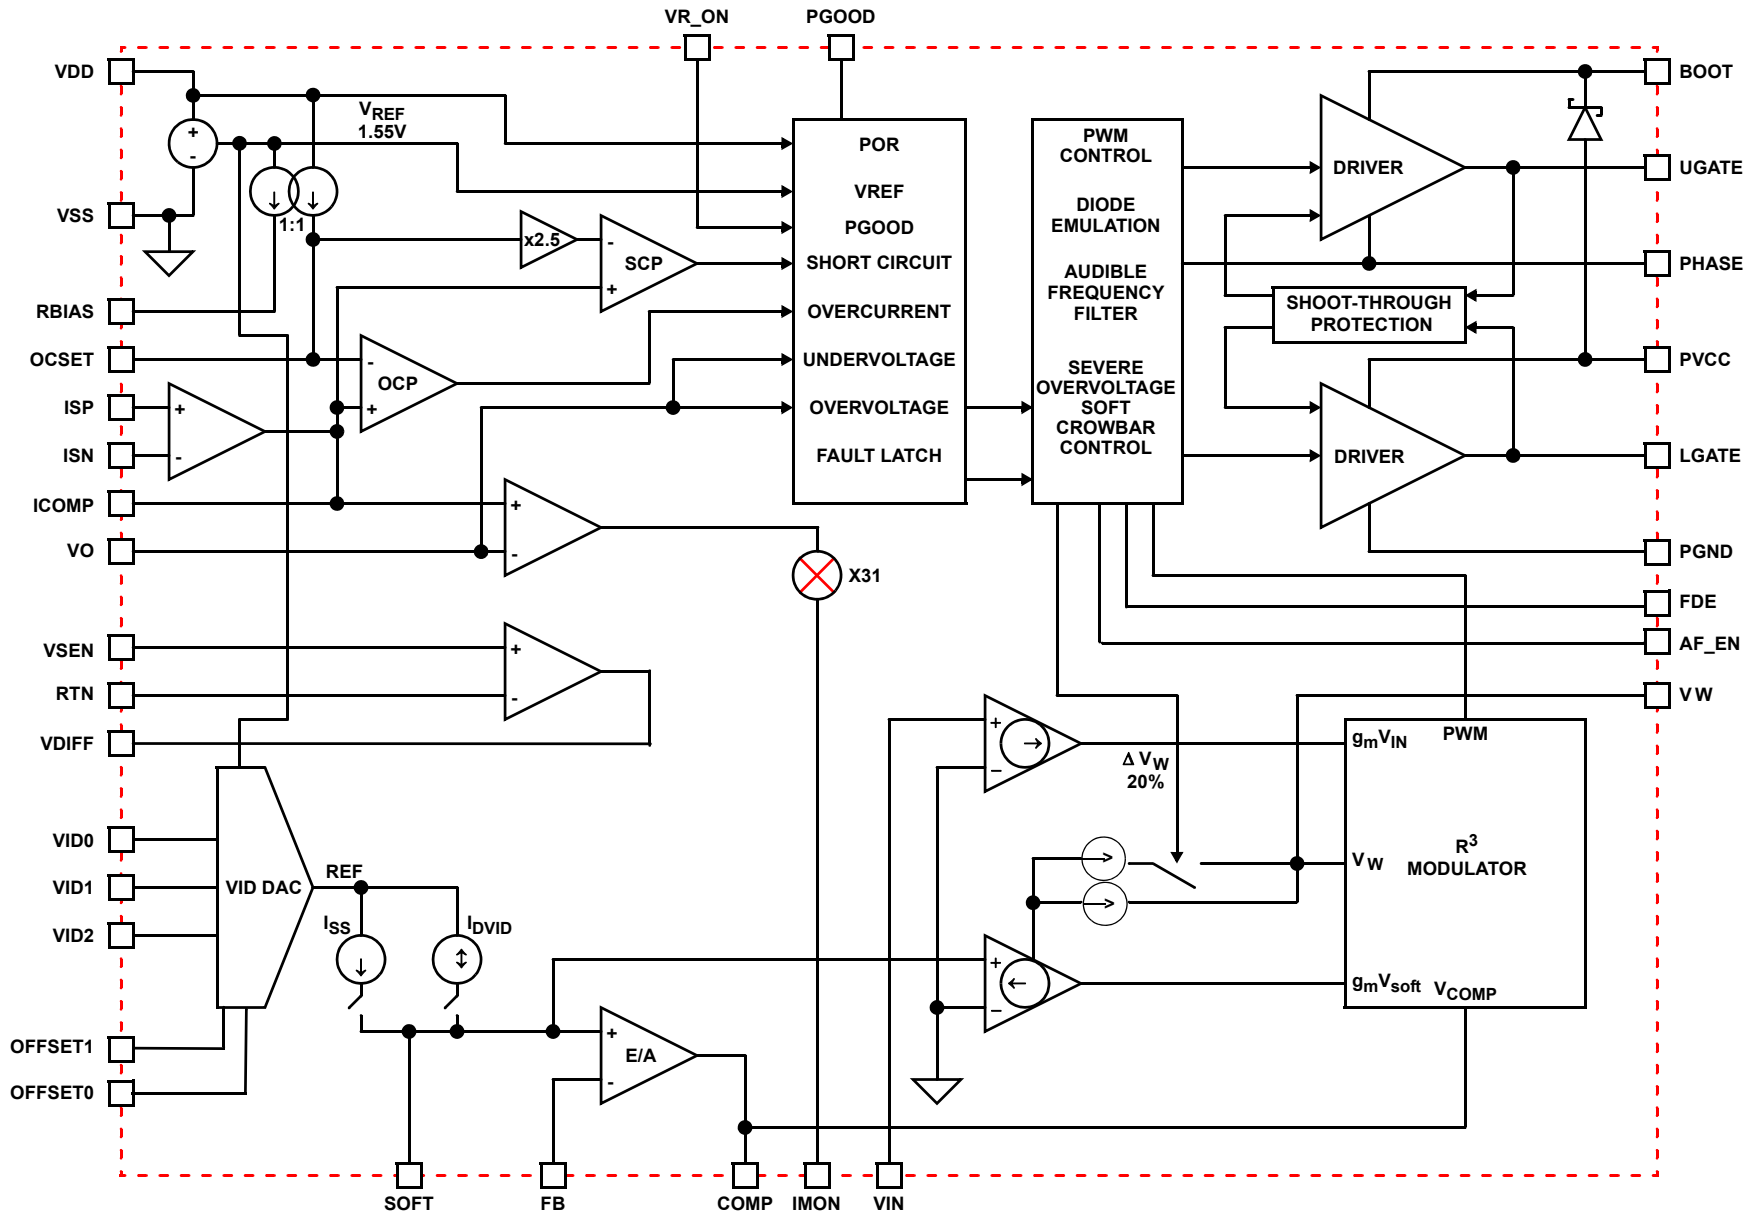 VR_ON
PGOOD
VDD
VSS
RBIAS
OCSET
ISP
ISN
ICOMP
VO
VSEN
RTN
VDIFF
VID0
VID1
VID2
OFFSET1
OFFSET0
+
-
VREF
1.55V
1:1
x2.5
-
SCP
+
-
OCP
+
+
-
+
-
X31
+
-
POR
VREF
PGOOD
SHORT CIRCUIT
OVERCURRENT
UNDERVOLTAGE
OVERVOLTAGE
FAULT LATCH
PWM
CONTROL
DIODE
EMULATION
AUDIBLE
FREQUENCY
FILTER
SEVERE
OVERVOLTAGE
SOFT
CROWBAR
CONTROL
DRIVER
SHOOT-THROUGH
PROTECTION
DRIVER
BOOT
UGATE
PHASE
PVCC
LGATE
PGND
FDE
AF_EN
VW
VID DAC
REF
ISS
IDVID
+
E/A
-
+
−
Δ VW
20%
+
−
gmVIN
PWM
VW
R3
MODULATOR
gmVsoft
VCOMP
SOFT
FB
COMP
IMON
VIN